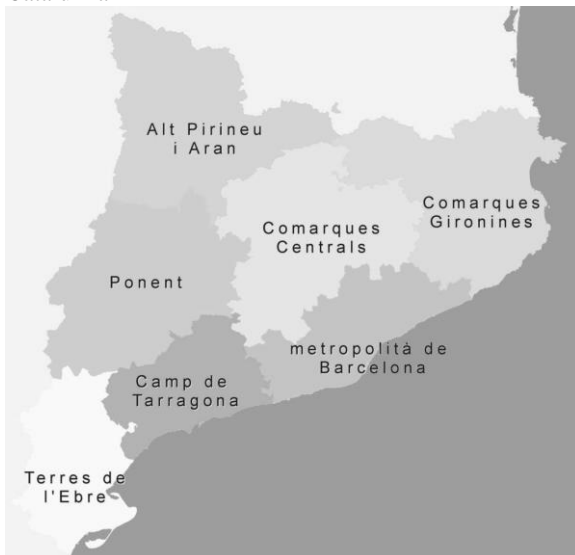 Alt Pirineu
i Aran
Comarques
Gironines
Comarques
Centrals
Ponent
metropolità de
Barcelona
Camp de
Tarragona
Terres de
l'Ebre